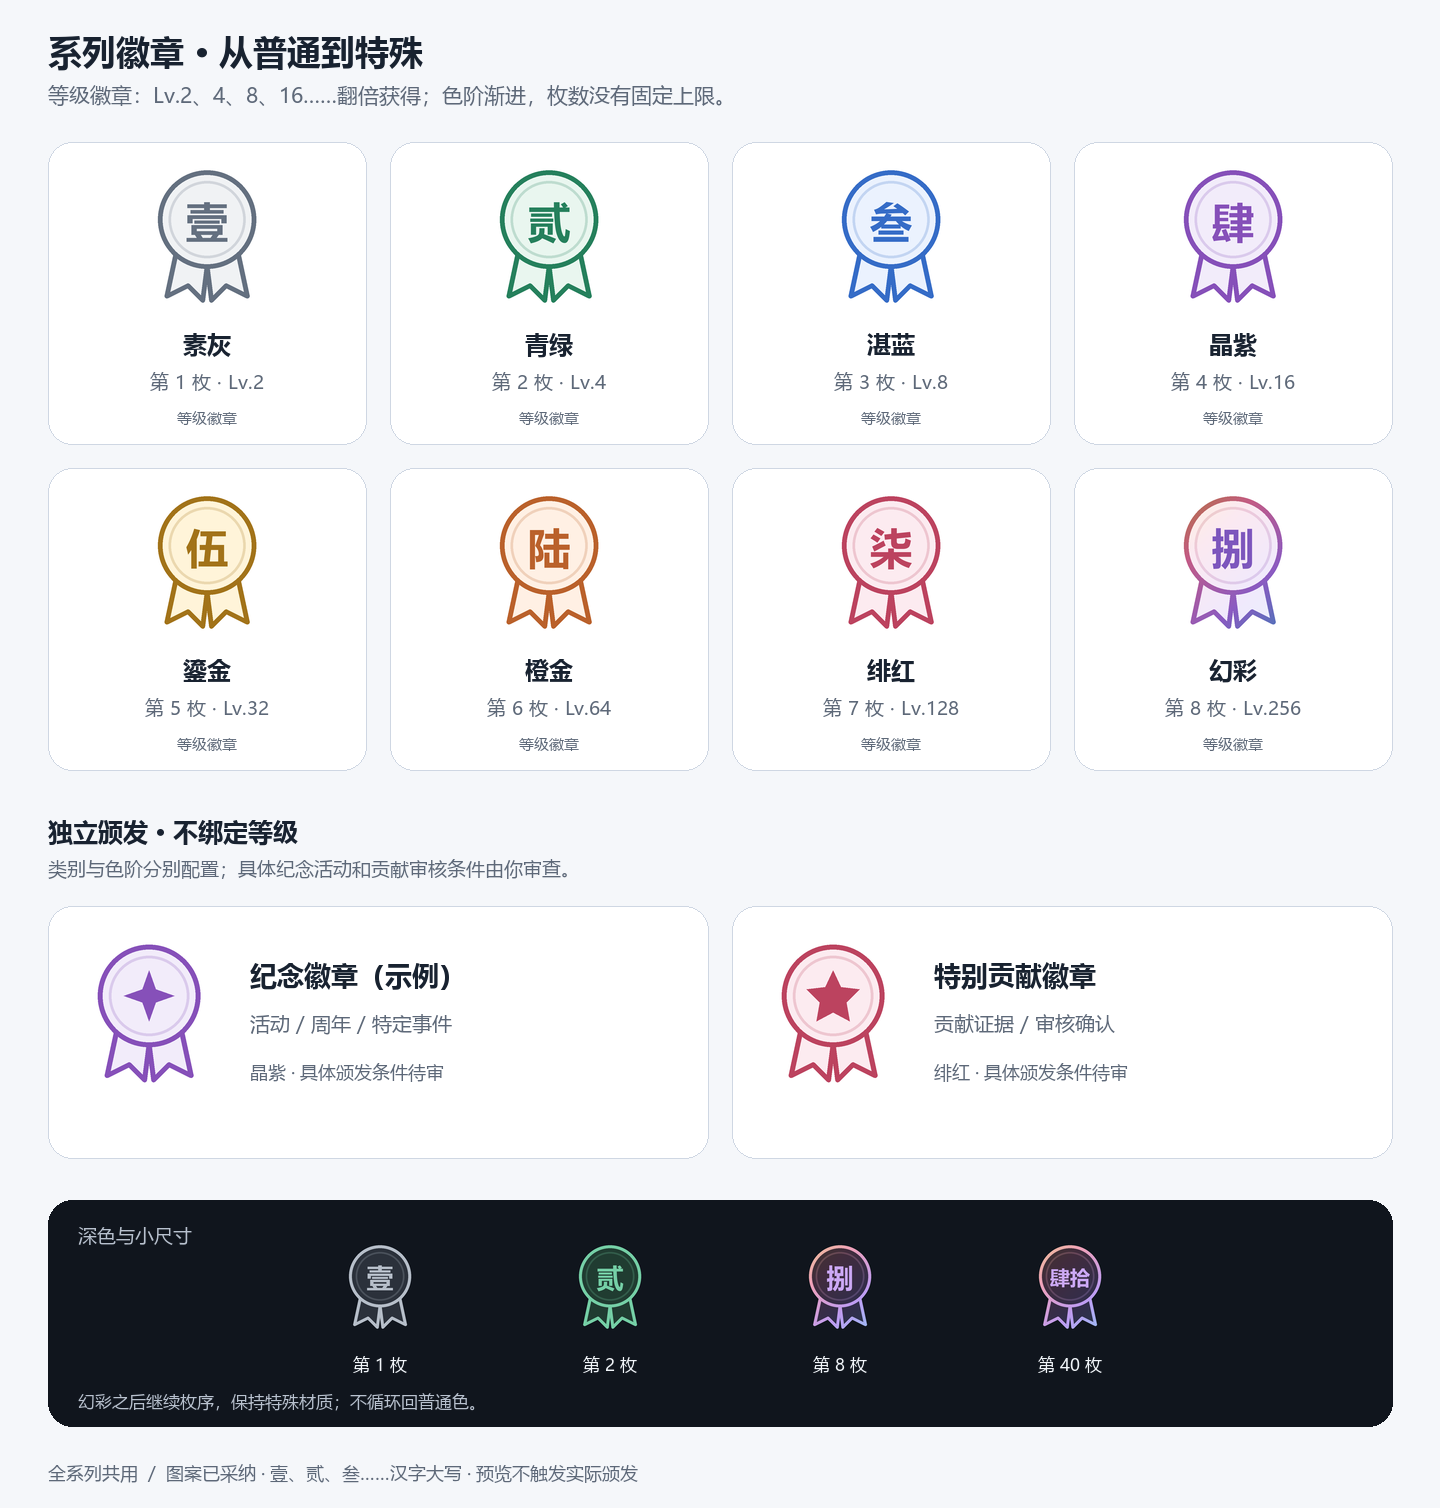 系列徽章 • 从普通到特殊
等级徽章：Lv.2、4、8、16......翻倍获得；色阶渐进，枚数没有固定上限。
壹
贰
叁
肆
素灰
青绿
湛蓝
晶紫
第 1 枚 · Lv.2
第 2 枚 · Lv.4
第 3 枚 · Lv.8
第 4 枚 · Lv.16
等级徽章
等级徽章
等级徽章
等级徽章
伍
陆
柒
捌
鎏金
橙金
绯红
幻彩
第 5 枚 · Lv.32
第 6 枚 · Lv.64
第 7 枚 · Lv.128
第 8 枚 · Lv.256
等级徽章
等级徽章
等级徽章
等级徽章
独立颁发 • 不绑定等级
类别与色阶分别配置；具体纪念活动和贡献审核条件由你审查。
纪念徽章（示例）
活动 / 周年 / 特定事件
晶紫 · 具体颁发条件待审
特别贡献徽章
贡献证据 / 审核确认
绯红 · 具体颁发条件待审
深色与小尺寸
壹
贰
捌
肆拾
第 1 枚
第 2 枚
第 8 枚
第 40 枚
幻彩之后继续枚序，保持特殊材质；不循环回普通色。
全系列共用 / 图案已采纳 · 壹、贰、叁......汉字大写 · 预览不触发实际颁发